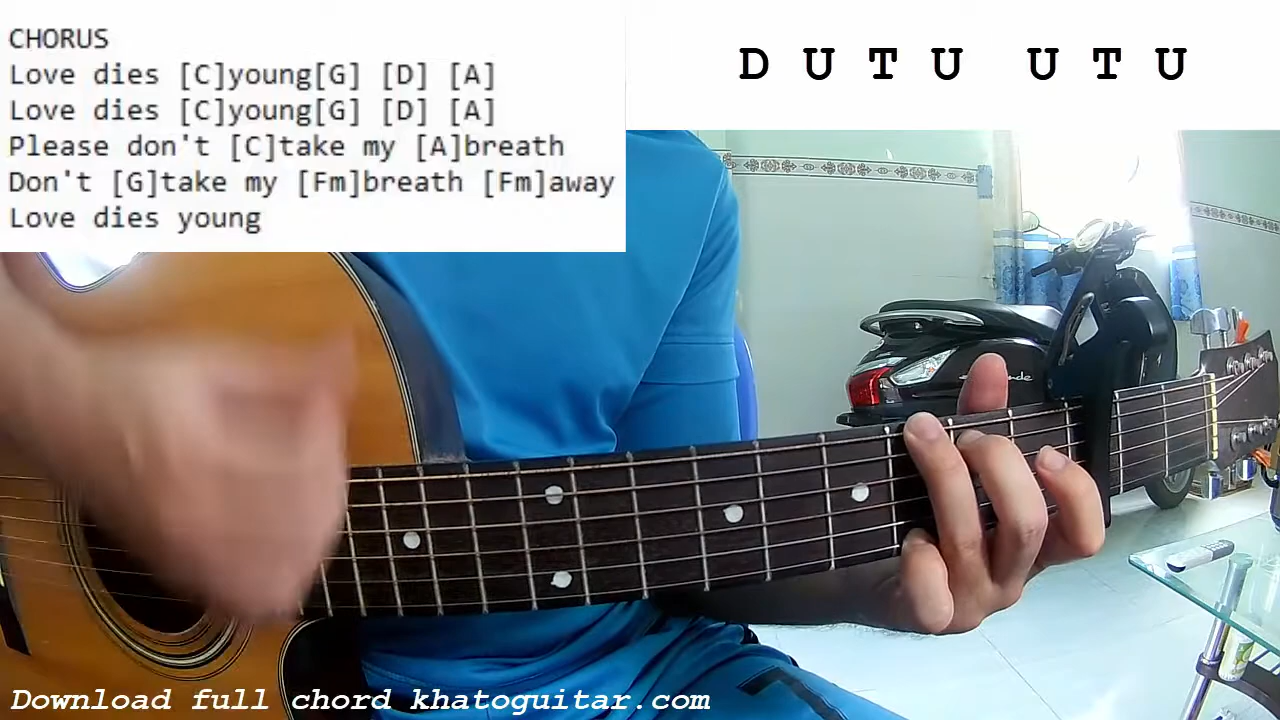 CHORUS
Love dies [C]young[G] [D] [A]
Love dies [C]young[G] [D] [A]
Please don't [C]take my [A]breath
Don't [G]take my [Fm]breath [Fm]away
Love dies young
D U T U U T U
Download full chord khatoguitar.com